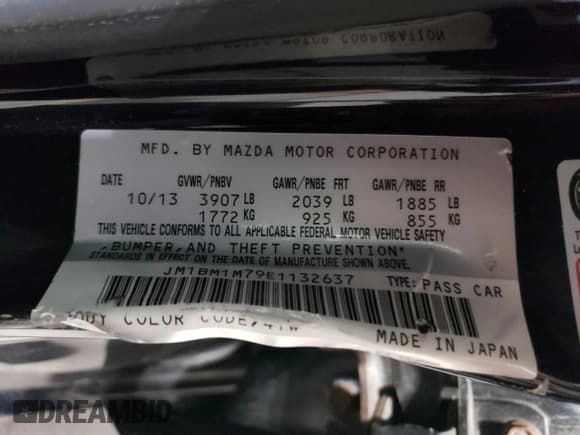 MFD. BY MAZDA MOTOR CORPORATION
DATE GVWR/PNBV GAWR/PNBE FRT GAWR/PNBE RR
10/13 3907 LB 2039 LB 1885 LB
1772 KG 925 KG 855 KG
THIS VEHICLE CONFORMS TO ALL APPLICABLE FEDERAL MOTOR VEHICLE SAFETY
,BUMPER,AND THEFT PREVENTION*
STANDARDS IN EFFECT ON THE DATE OF MANUFACTURE SHOWN ABOVE.
JM1BM1M79E1132637 TYPE: PASS CAR
BODY COLOR CODE/41W
MADE IN JAPAN
DREAMBID